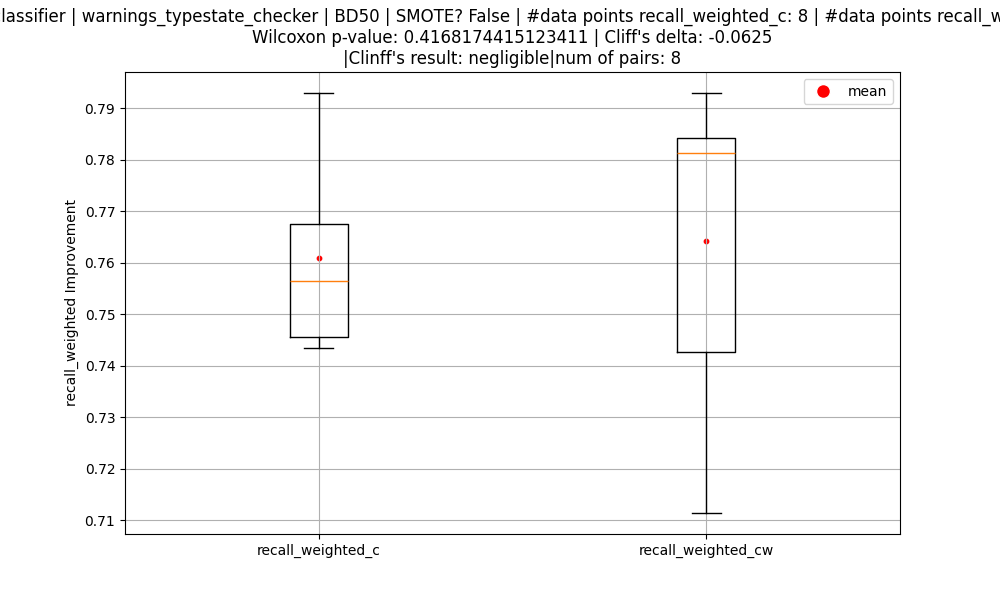 lassifier | warnings_typestate_checker | BD50 | SMOTE? False | #data points recall_weighted_c: 8 | #data points recall_w
Wilcoxon p-value: 0.4168174415123411 | Cliff's delta: -0.0625
|Clinff's result: negligible|num of pairs: 8
mean
0.79
0.78
0.77
0.76
0.75
0.74
0.73
0.72
0.71
recall_weighted Improvement
recall_weighted_c
recall_weighted_cw